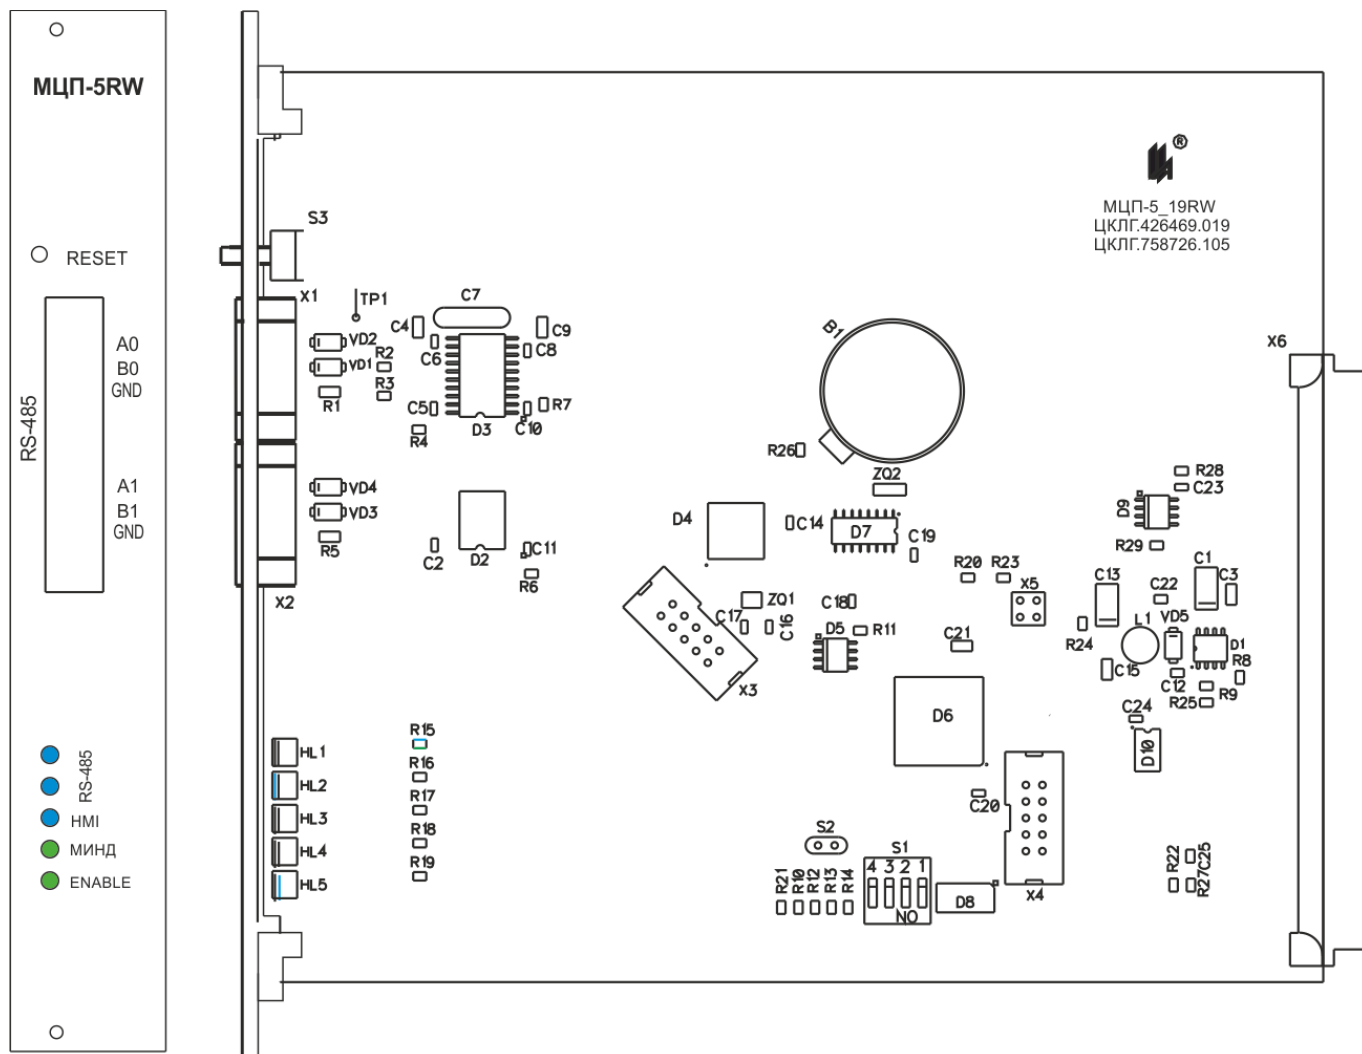 МЦП-5RW
RESET
A0
B0
GND
RS-485
A1
B1
GND
RS-485
HMI
МИНД
ENABLE
S3
X1
TP1
C7
C4
C9
VD2
C6
C8
R2
VD1
R3
R1
C5
R7
R4
D3
C10
VD4
VD3
R5
C2
D2
C11
R6
X2
HL1
HL2
HL3
HL4
HL5
R15
R16
R17
R18
R19
®
МЦП-5_19RW
ЦКЛГ.426469.019
ЦКЛГ.758726.105
B1
X6
R26
ZQ2
D4
C14
D7
C19
R28
C23
D9
R29
R20
R23
X5
C13
C1
C3
C22
ZQ1
C17
C16
C18
D5
R11
C21
R24
L1
VD5
D1
R8
C15
C12
R9
R25
X3
D6
C24
D10
C20
S2
S1
4 3 2 1
NO
R21
R10
R12
R13
R14
D8
X4
R22
C25
R27